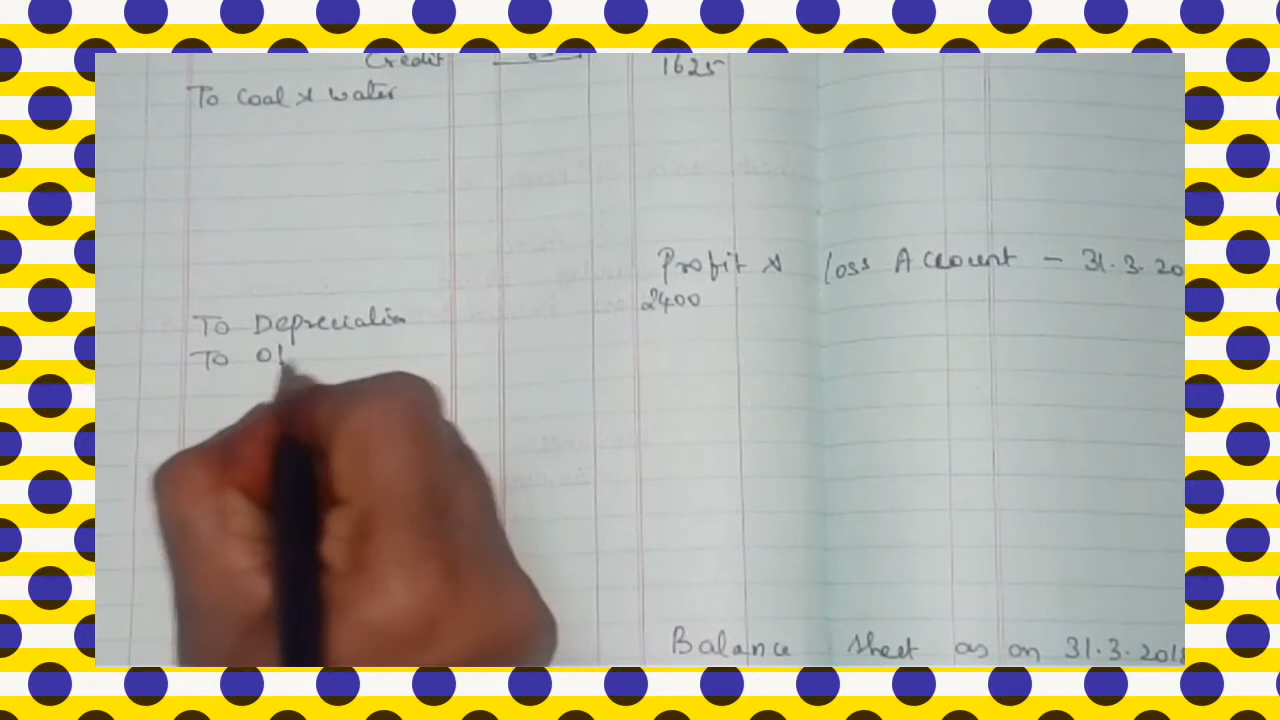 Credit 1625
To Coal & water
Profit & loss Account - 31.3.20
2400
To Depreciation
To Of
Balance sheet as on 31.3.2018